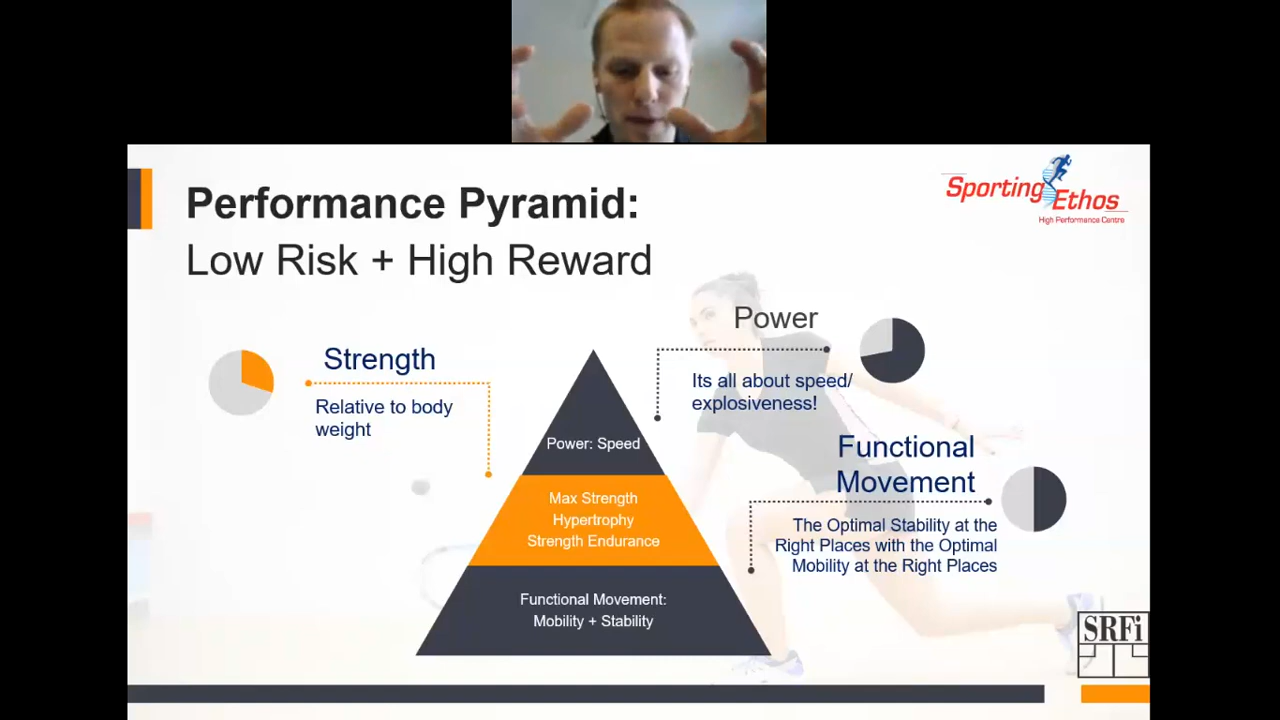 Performance Pyramid:
Low Risk + High Reward
Sporting Ethos
High Performance Centre
Strength
Relative to body
weight
Power
Its all about speed/
explosiveness!
Functional
Movement
The Optimal Stability at the
Right Places with the Optimal
Mobility at the Right Places
Power: Speed
Max Strength
Hypertrophy
Strength Endurance
Functional Movement:
Mobility + Stability
SRFi